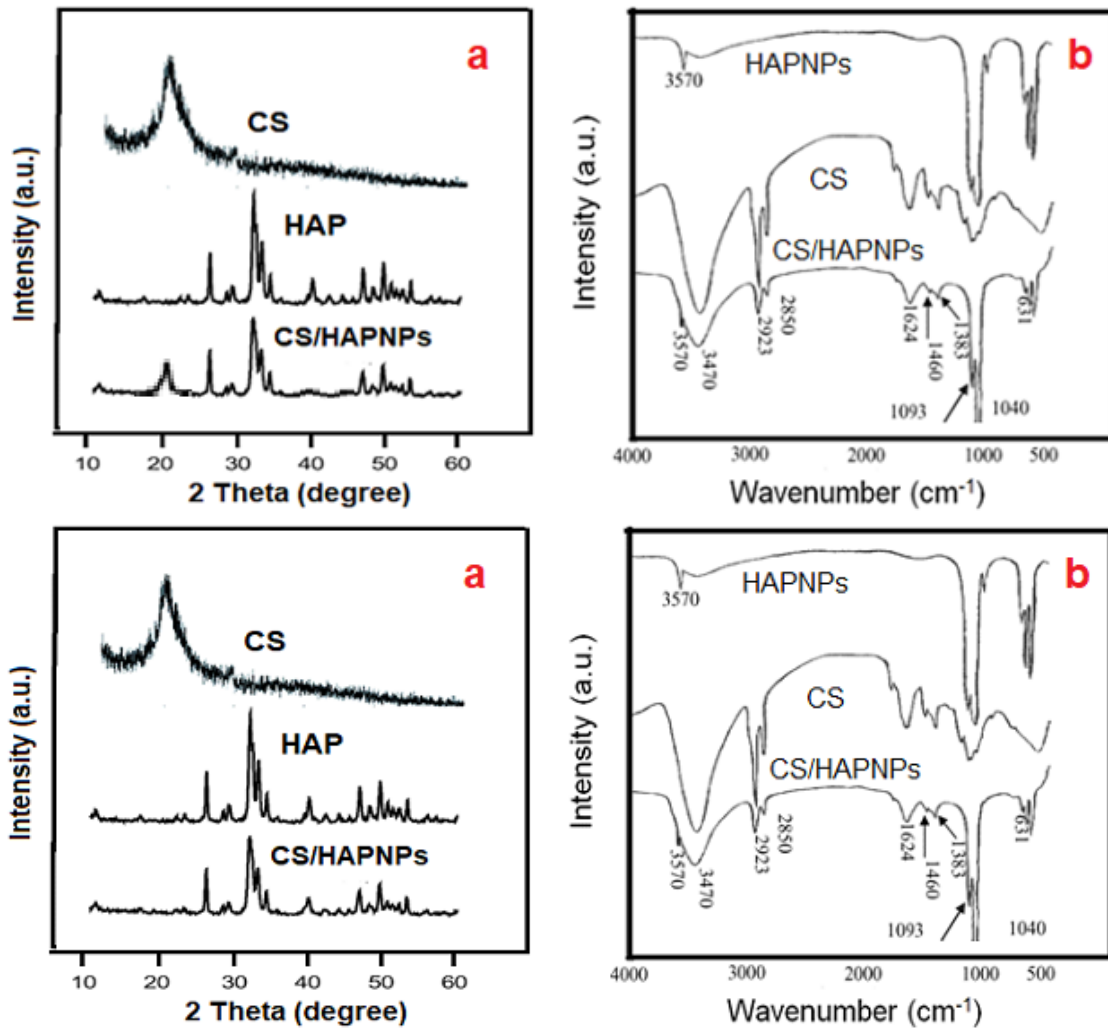 a
CS
HAP
CS/HAPNPs
Intensity (a.u.)
10 20 30 40 50 60
2 Theta (degree)
b
HAPNPs
3570
CS
CS/HAPNPs
3570
3470
2923
2850
1624
1460
1383
1093
1040
631
Intensity (a.u.)
4000 3000 2000 1000 500
Wavenumber (cm-1)
a
CS
HAP
CS/HAPNPs
Intensity (a.u.)
10 20 30 40 50 60
2 Theta (degree)
b
HAPNPs
3570
CS
CS/HAPNPs
3570
3470
2923
2850
1624
1460
1383
1093
1040
631
Intensity (a.u.)
4000 3000 2000 1000 500
Wavenumber (cm-1)